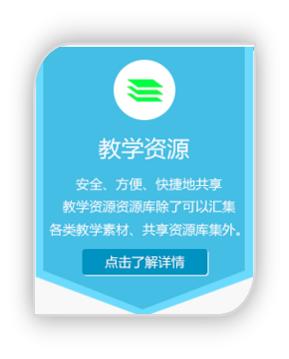 教学资源
安全、方便、快捷地共享
教学资源资源库除了可以汇集
各类教学素材、共享资源库集外。
点击了解详情